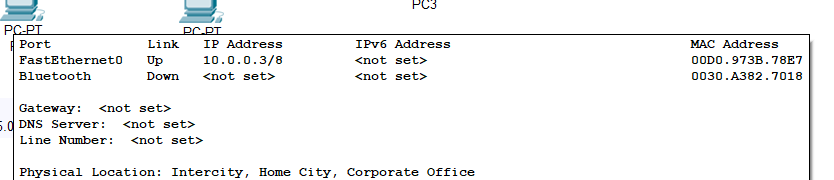 PC3
PC-PT
PC-PT
Port Link IP Address IPv6 Address MAC Address
FastEthernet0 Up 10.0.0.3/8 <not set> 00D0.973B.78E7
Bluetooth Down <not set> <not set> 0030.A382.7018
Gateway: <not set>
5.0
DNS Server: <not set>
Line Number: <not set>
Physical Location: Intercity, Home City, Corporate Office